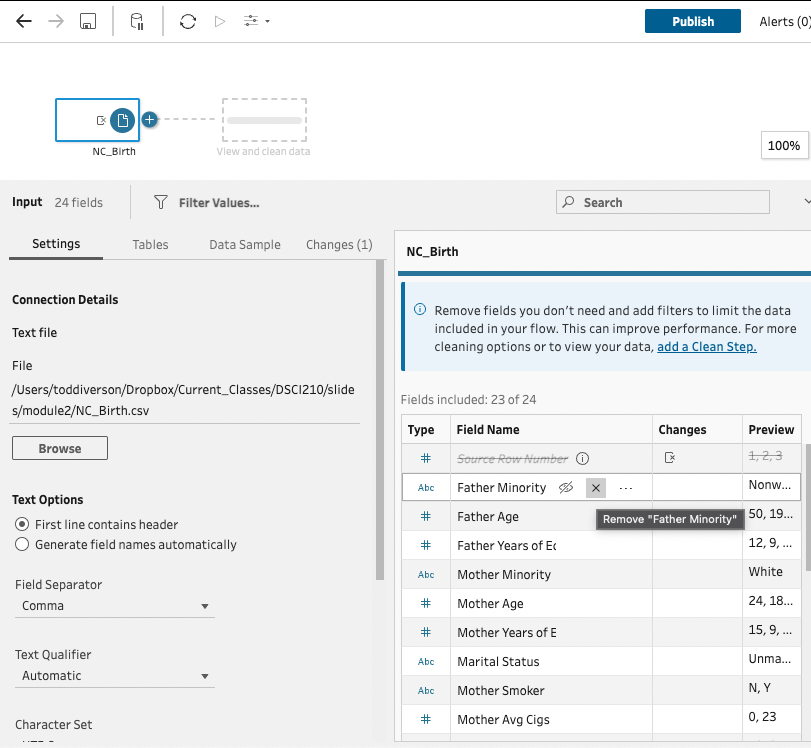 Publish
Alerts (0)
NC_Birth
View and clean data
100%
Input 24 fields Filter Values... Search
Settings Tables Data Sample Changes (1)
Connection Details
Text file
File
/Users/toddiverson/Dropbox/Current_Classes/DSCI210/slide
s/module2/NC_Birth.csv
Browse
Text Options
First line contains header
Generate field names automatically
Field Separator
Comma
Text Qualifier
Automatic
Character Set
NC_Birth
Remove fields you don't need and add filters to limit the data
included in your flow. This can improve performance. For more
cleaning options or to view your data, add a Clean Step.
Fields included: 23 of 24
Type Field Name Changes Preview
# Source Row Number 1, 2, 3
Abc Father Minority ... Nonw...
Remove "Father Minority"
# Father Age 50, 19...
# Father Years of Ec 12, 9, ...
Abc Mother Minority White
# Mother Age 24, 18...
# Mother Years of E 15, 9, ...
Abc Marital Status Unma...
Abc Mother Smoker N, Y
# Mother Avg Cigs 0, 23